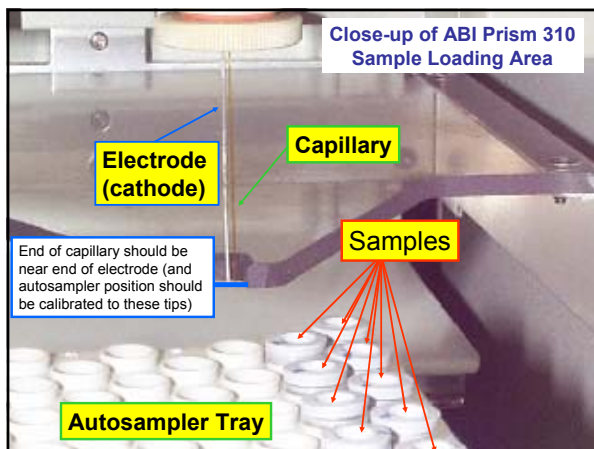 Close-up of ABI Prism 310
Sample Loading Area
Electrode
(cathode)
Capillary
End of capillary should be
near end of electrode (and
autosampler position should
be calibrated to these tips)
Samples
Autosampler Tray